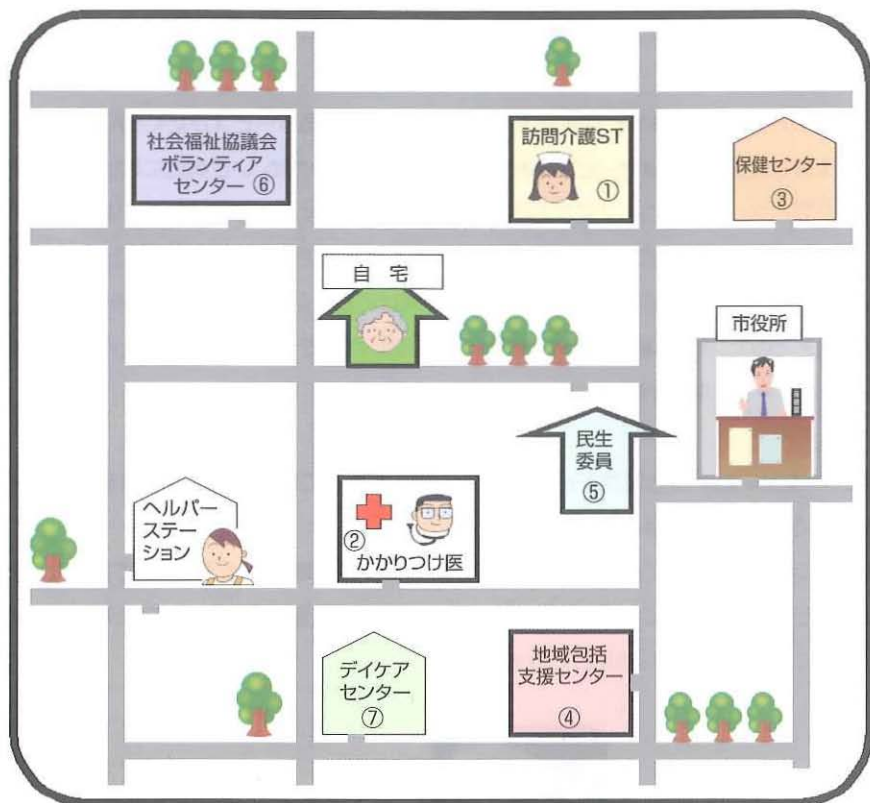 社会福祉協議会
ボランティア
センター ⑥
訪問介護ST
①
保健センター
③
自 宅
市役所
民生
委員
⑤
ヘルパー
ステー
ション
②
かかりつけ医
デイケア
センター
⑦
地域包括
支援センター
④